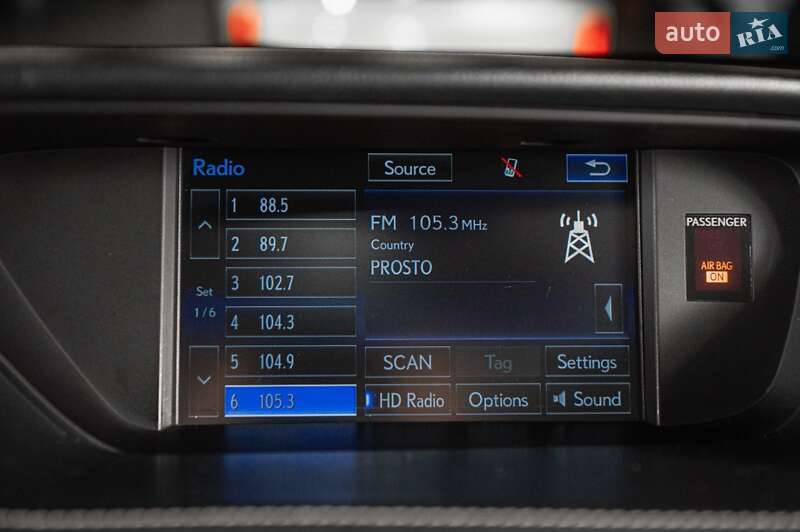 auto RIA
.com
Radio
Source
1 88.5
2 89.7
3 102.7
4 104.3
5 104.9
6 105.3
Set
1/6
FM 105.3 MHz
Country
PROSTO
SCAN
Tag
Settings
HD Radio
Options
Sound
PASSENGER
AIR BAG
ON